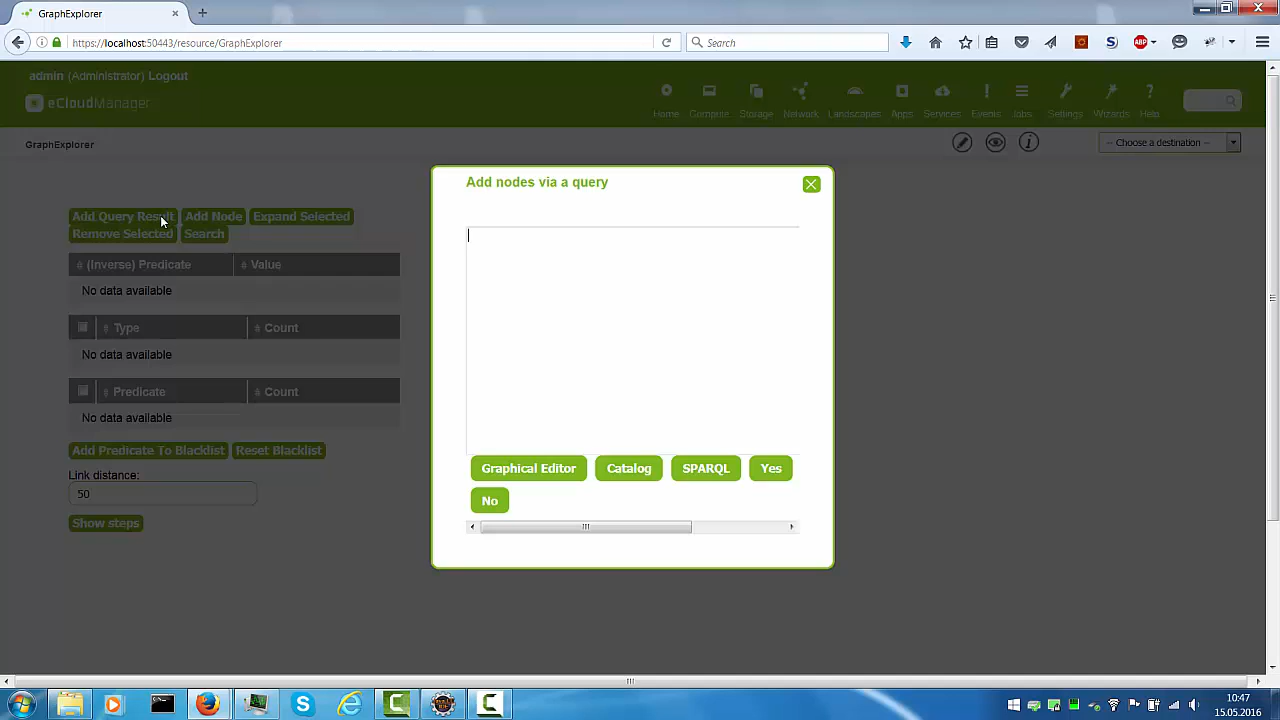 GraphExplorer
https://localhost:50443/resource/GraphExplorer
Search
ABP
admin (Administrator) Logout
eCloudManager
Home Compute Storage Network Landscapes Apps Services Events Jobs Settings Wizards Help
GraphExplorer
-- Choose a destination --
Add nodes via a query
Add Query Result Add Node Expand Selected
Remove Selected Search
(Inverse) Predicate Value
No data available
Type Count
No data available
Predicate Count
No data available
Add Predicate To Blacklist Reset Blacklist
Link distance:
50
Show steps
Graphical Editor Catalog SPARQL Yes
No
10:47
15.05.2016